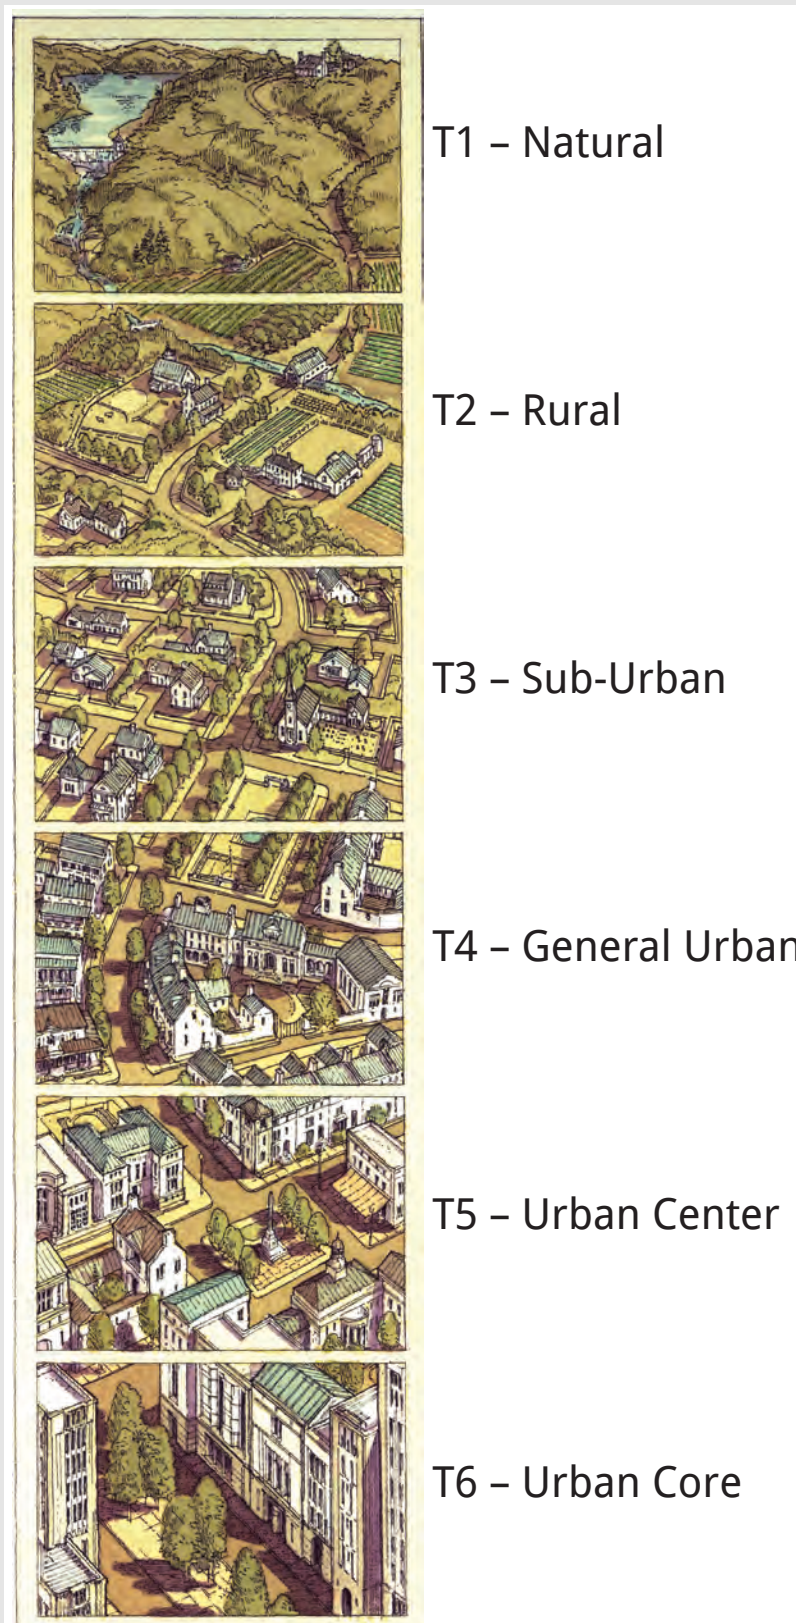 T1 – Natural
T2 – Rural
T3 – Sub-Urban
T4 – General Urban
T5 – Urban Center
T6 – Urban Core